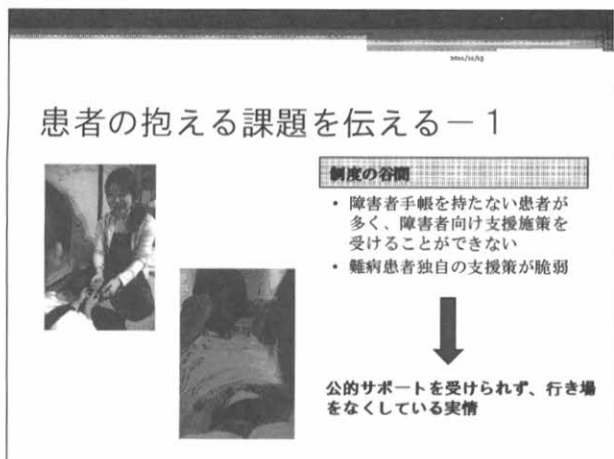 患者の抱える課題を伝える－1
制度の谷間
• 障害者手帳を持たない患者が
多く、障害者向け支援施策を
受けることができない
• 難病患者独自の支援策が脆弱
公的サポートを受けられず、行き場
をなくしている実情